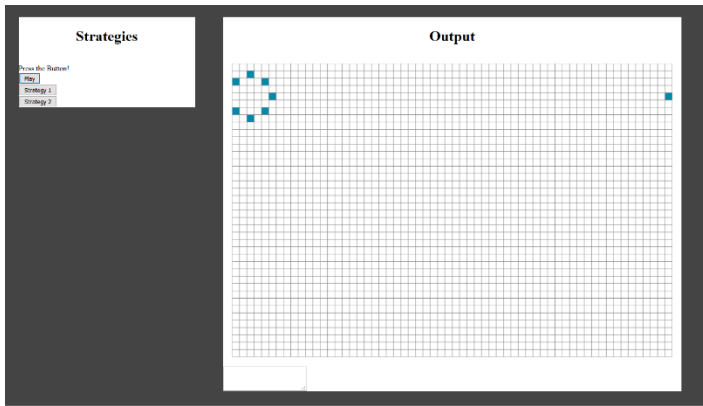 Strategies
Output
Press the Button!
Play
Strategy 1
Strategy 2